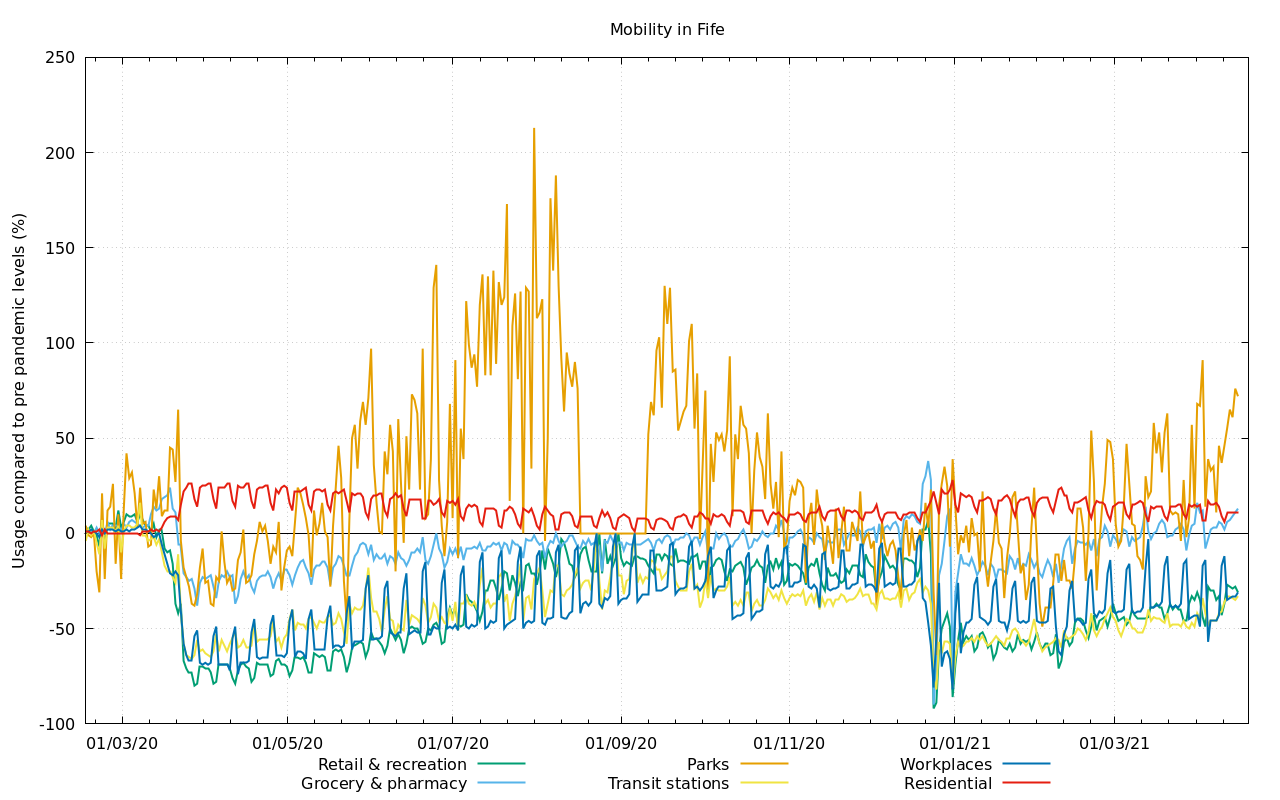 Mobility in Fife
Usage compared to pre pandemic levels (%)
250
200
150
100
50
0
-50
-100
01/03/20 01/05/20 01/07/20 01/09/20 01/11/20 01/01/21 01/03/21
Retail & recreation Parks Workplaces
Grocery & pharmacy Transit stations Residential